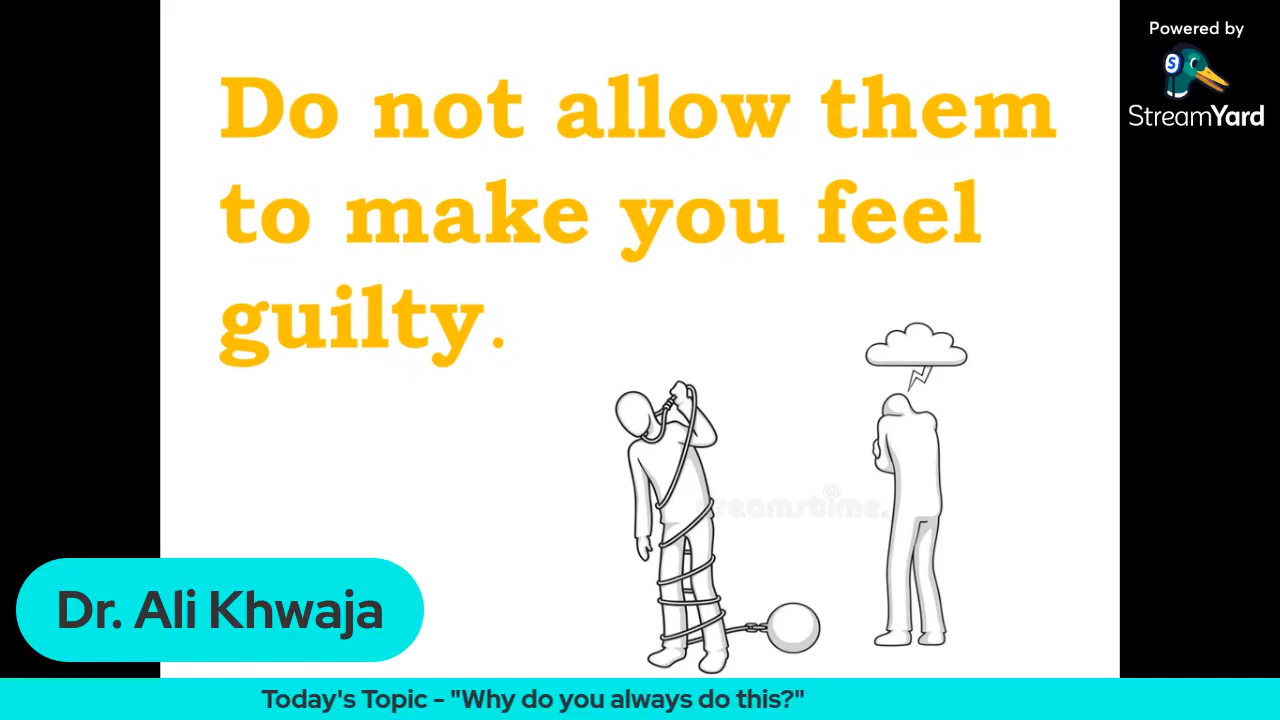 Powered by
StreamYard
Do not allow them
to make you feel
guilty.
dreamstime.
Dr. Ali Khwaja
Today's Topic - "Why do you always do this?"